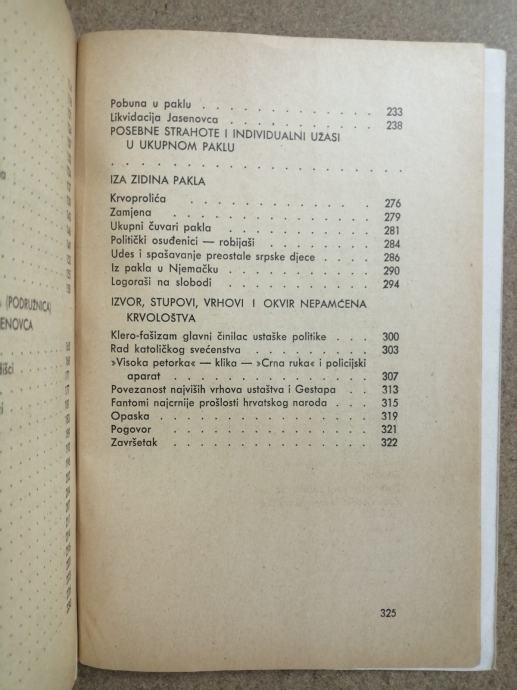 A (PODRUŽNICA)
ENOVCA
Pobuna u paklu . . . . . . . . . . . . 233
Likvidacija Jasenovca . . . . . . . . . . 238
POSEBNE STRAHOTE I INDIVIDUALNI UŽASI
U UKUPNOM PAKLU
. . . . . . . . . . . . . . . . . . . . .
IZA ZIDINA PAKLA
Krvoprolića . . . . . . . . . . . . 276
Zamjena . . . . . . . . . . . . . 279
Ukupni čuvari pakla . . . . . . . . . . 281
Politički osuđenici — robijaši . . . . . . . 284
Udes i spašavanje preostale srpske djece . . . . 286
Iz pakla u Njemačku . . . . . . . . . . 290
Logoraši na slobodi . . . . . . . . . . 294
IZVOR, STUPOVI, VRHOVI I OKVIR NEPAMĆENA
KRVOLOŠTVA
Klero-fašizam glavni činilac ustaške politike . . . 300
Rad katoličkog svećenstva . . . . . . . . 303
»Visoka petorka« — klika — »Crna ruka« i policijski
aparat . . . . . . . . . . . . . 307
Povezanost najviših vrhova ustaštva i Gestapa . . 313
Fantomi najcrnije prošlosti hrvatskog naroda . . . 315
Opaska . . . . . . . . . . . . . 319
Pogovor . . . . . . . . . . . . . 321
Završetak . . . . . . . . . . . . . 322
325